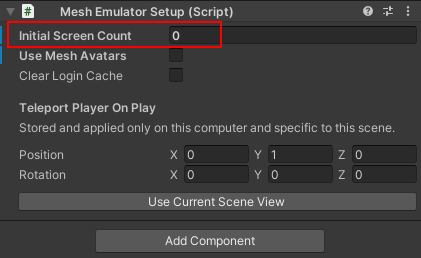 # Mesh Emulator Setup (Script)
Initial Screen Count 0
Use Mesh Avatars
Clear Login Cache
Teleport Player On Play
Stored and applied only on this computer and specific to this scene.
Position X 0 Y 1 Z 0
Rotation X 0 Y 0 Z 0
Use Current Scene View
Add Component